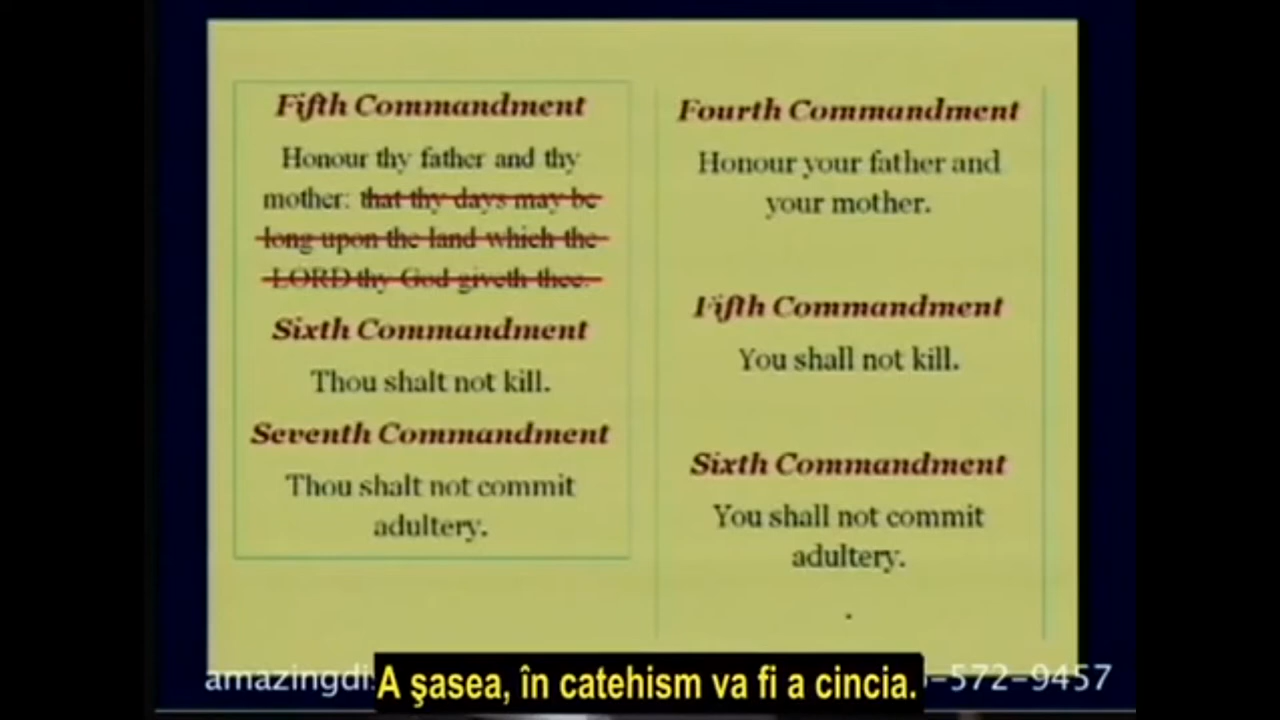 Fifth Commandment
Honour thy father and thy
mother: that thy days may be
long upon the land which the
LORD thy God giveth thee.
Sixth Commandment
Thou shalt not kill.
Seventh Commandment
Thou shalt not commit
adultery.
Fourth Commandment
Honour your father and
your mother.
Fifth Commandment
You shall not kill.
Sixth Commandment
You shall not commit
adultery.
A şasea, în catehism va fi a cincia.
-572-9457